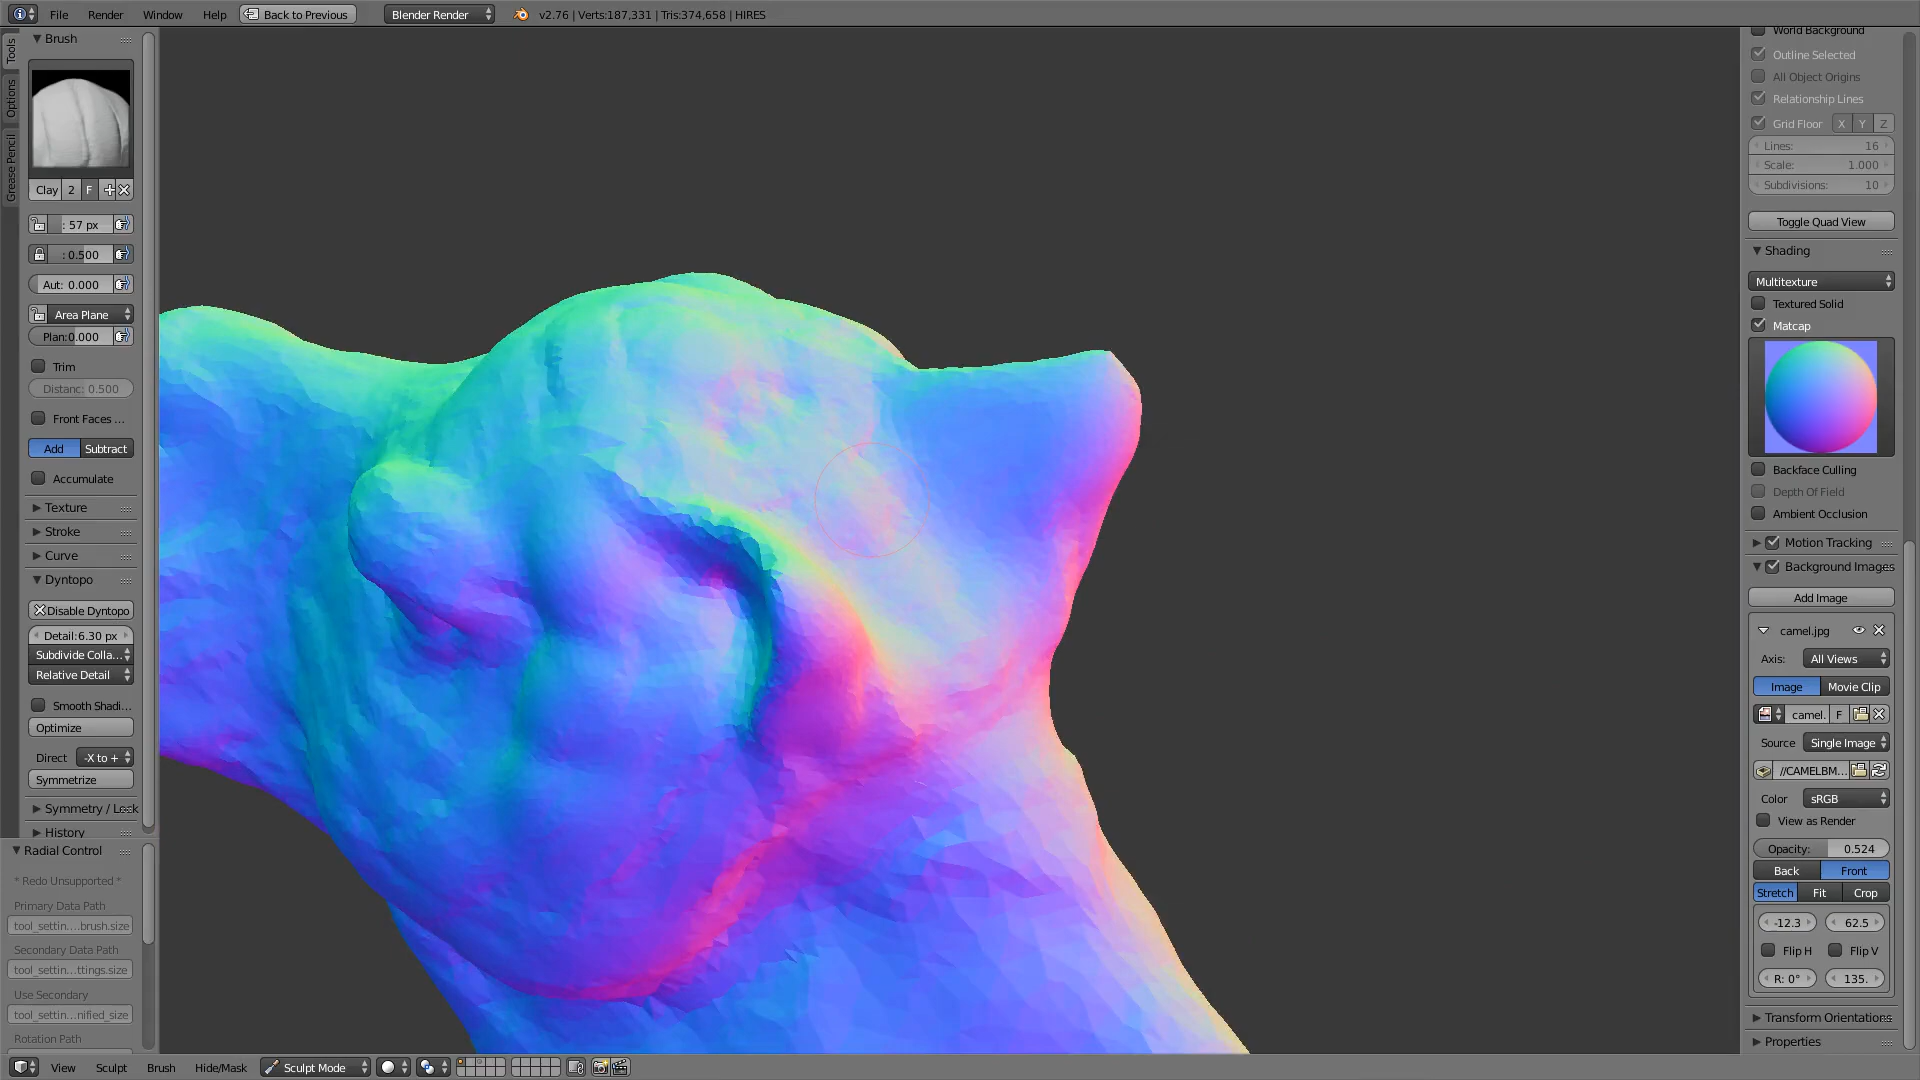 File Render Window Help Back to Previous Blender Render v2.76 | Verts:187,331 | Tris:374,658 | HIRES
Tools
Options
Grease Pencil
Brush
Clay 2 F
: 57 px
: 0.500
Aut: 0.000
Area Plane
Plan:0.000
Trim
Distanc: 0.500
Front Faces ...
Add Subtract
Accumulate
Texture
Stroke
Curve
Dyntopo
Disable Dyntopo
Detail:6.30 px
Subdivide Colla...
Relative Detail
Smooth Shadi...
Optimize
Direct -X to +
Symmetrize
Symmetry / Lock
History
Radial Control
* Redo Unsupported *
Primary Data Path
tool_settin....brush.size
Secondary Data Path
tool_settin...ttings.size
Use Secondary
tool_settin...nified_size
Rotation Path
World Background
Outline Selected
All Object Origins
Relationship Lines
Grid Floor X Y Z
Lines: 16
Scale: 1.000
Subdivisions: 10
Toggle Quad View
Shading
Multitexture
Textured Solid
Matcap
Backface Culling
Depth Of Field
Ambient Occlusion
Motion Tracking
Background Images
Add Image
camel.jpg
Axis: All Views
Image Movie Clip
camel. F
Source Single Image
//CAMELBM...
Color sRGB
View as Render
Opacity: 0.524
Back Front
Stretch Fit Crop
-12.3 62.5
Flip H Flip V
R: 0° 135.
Transform Orientations
Properties
View Sculpt Brush Hide/Mask Sculpt Mode